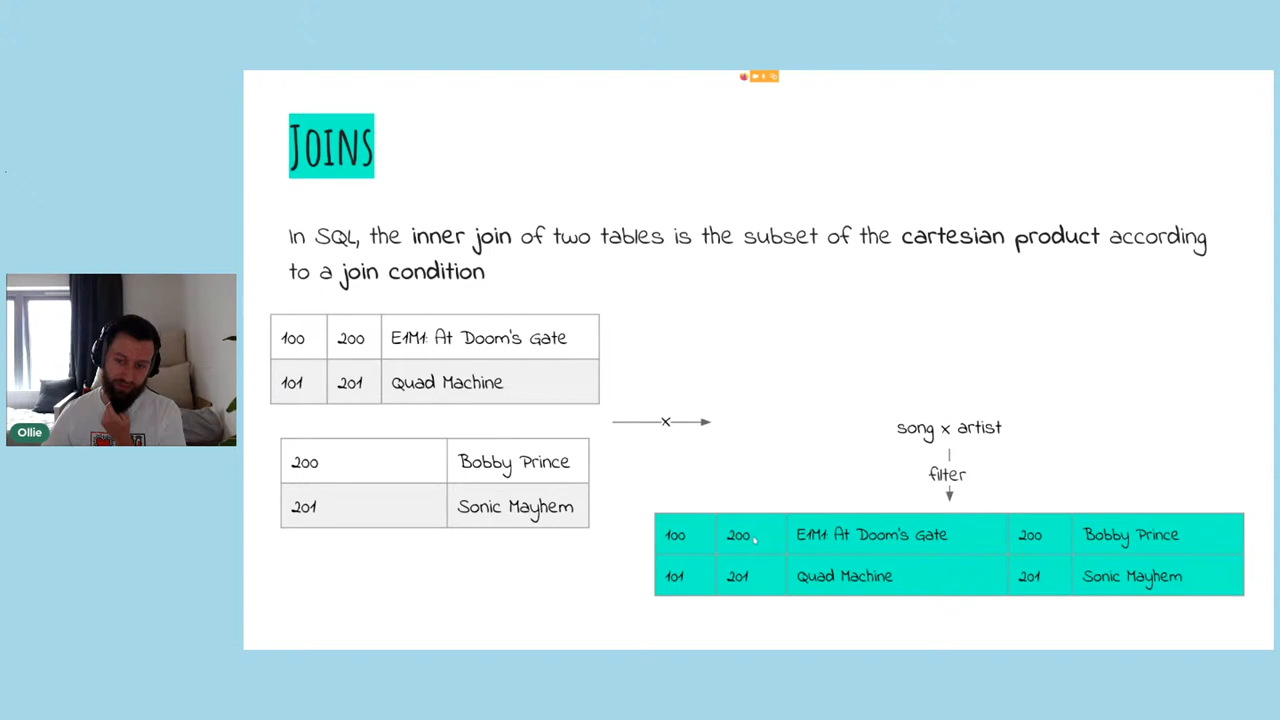 Joins
In SQL, the inner join of two tables is the subset of the cartesian product according
to a join condition
100 200 E1M1: At Doom's Gate
101 201 Quad Machine
200 Bobby Prince
201 Sonic Mayhem
x
song x artist
filter
100 200 E1M1: At Doom's Gate 200 Bobby Prince
101 201 Quad Machine 201 Sonic Mayhem
Ollie